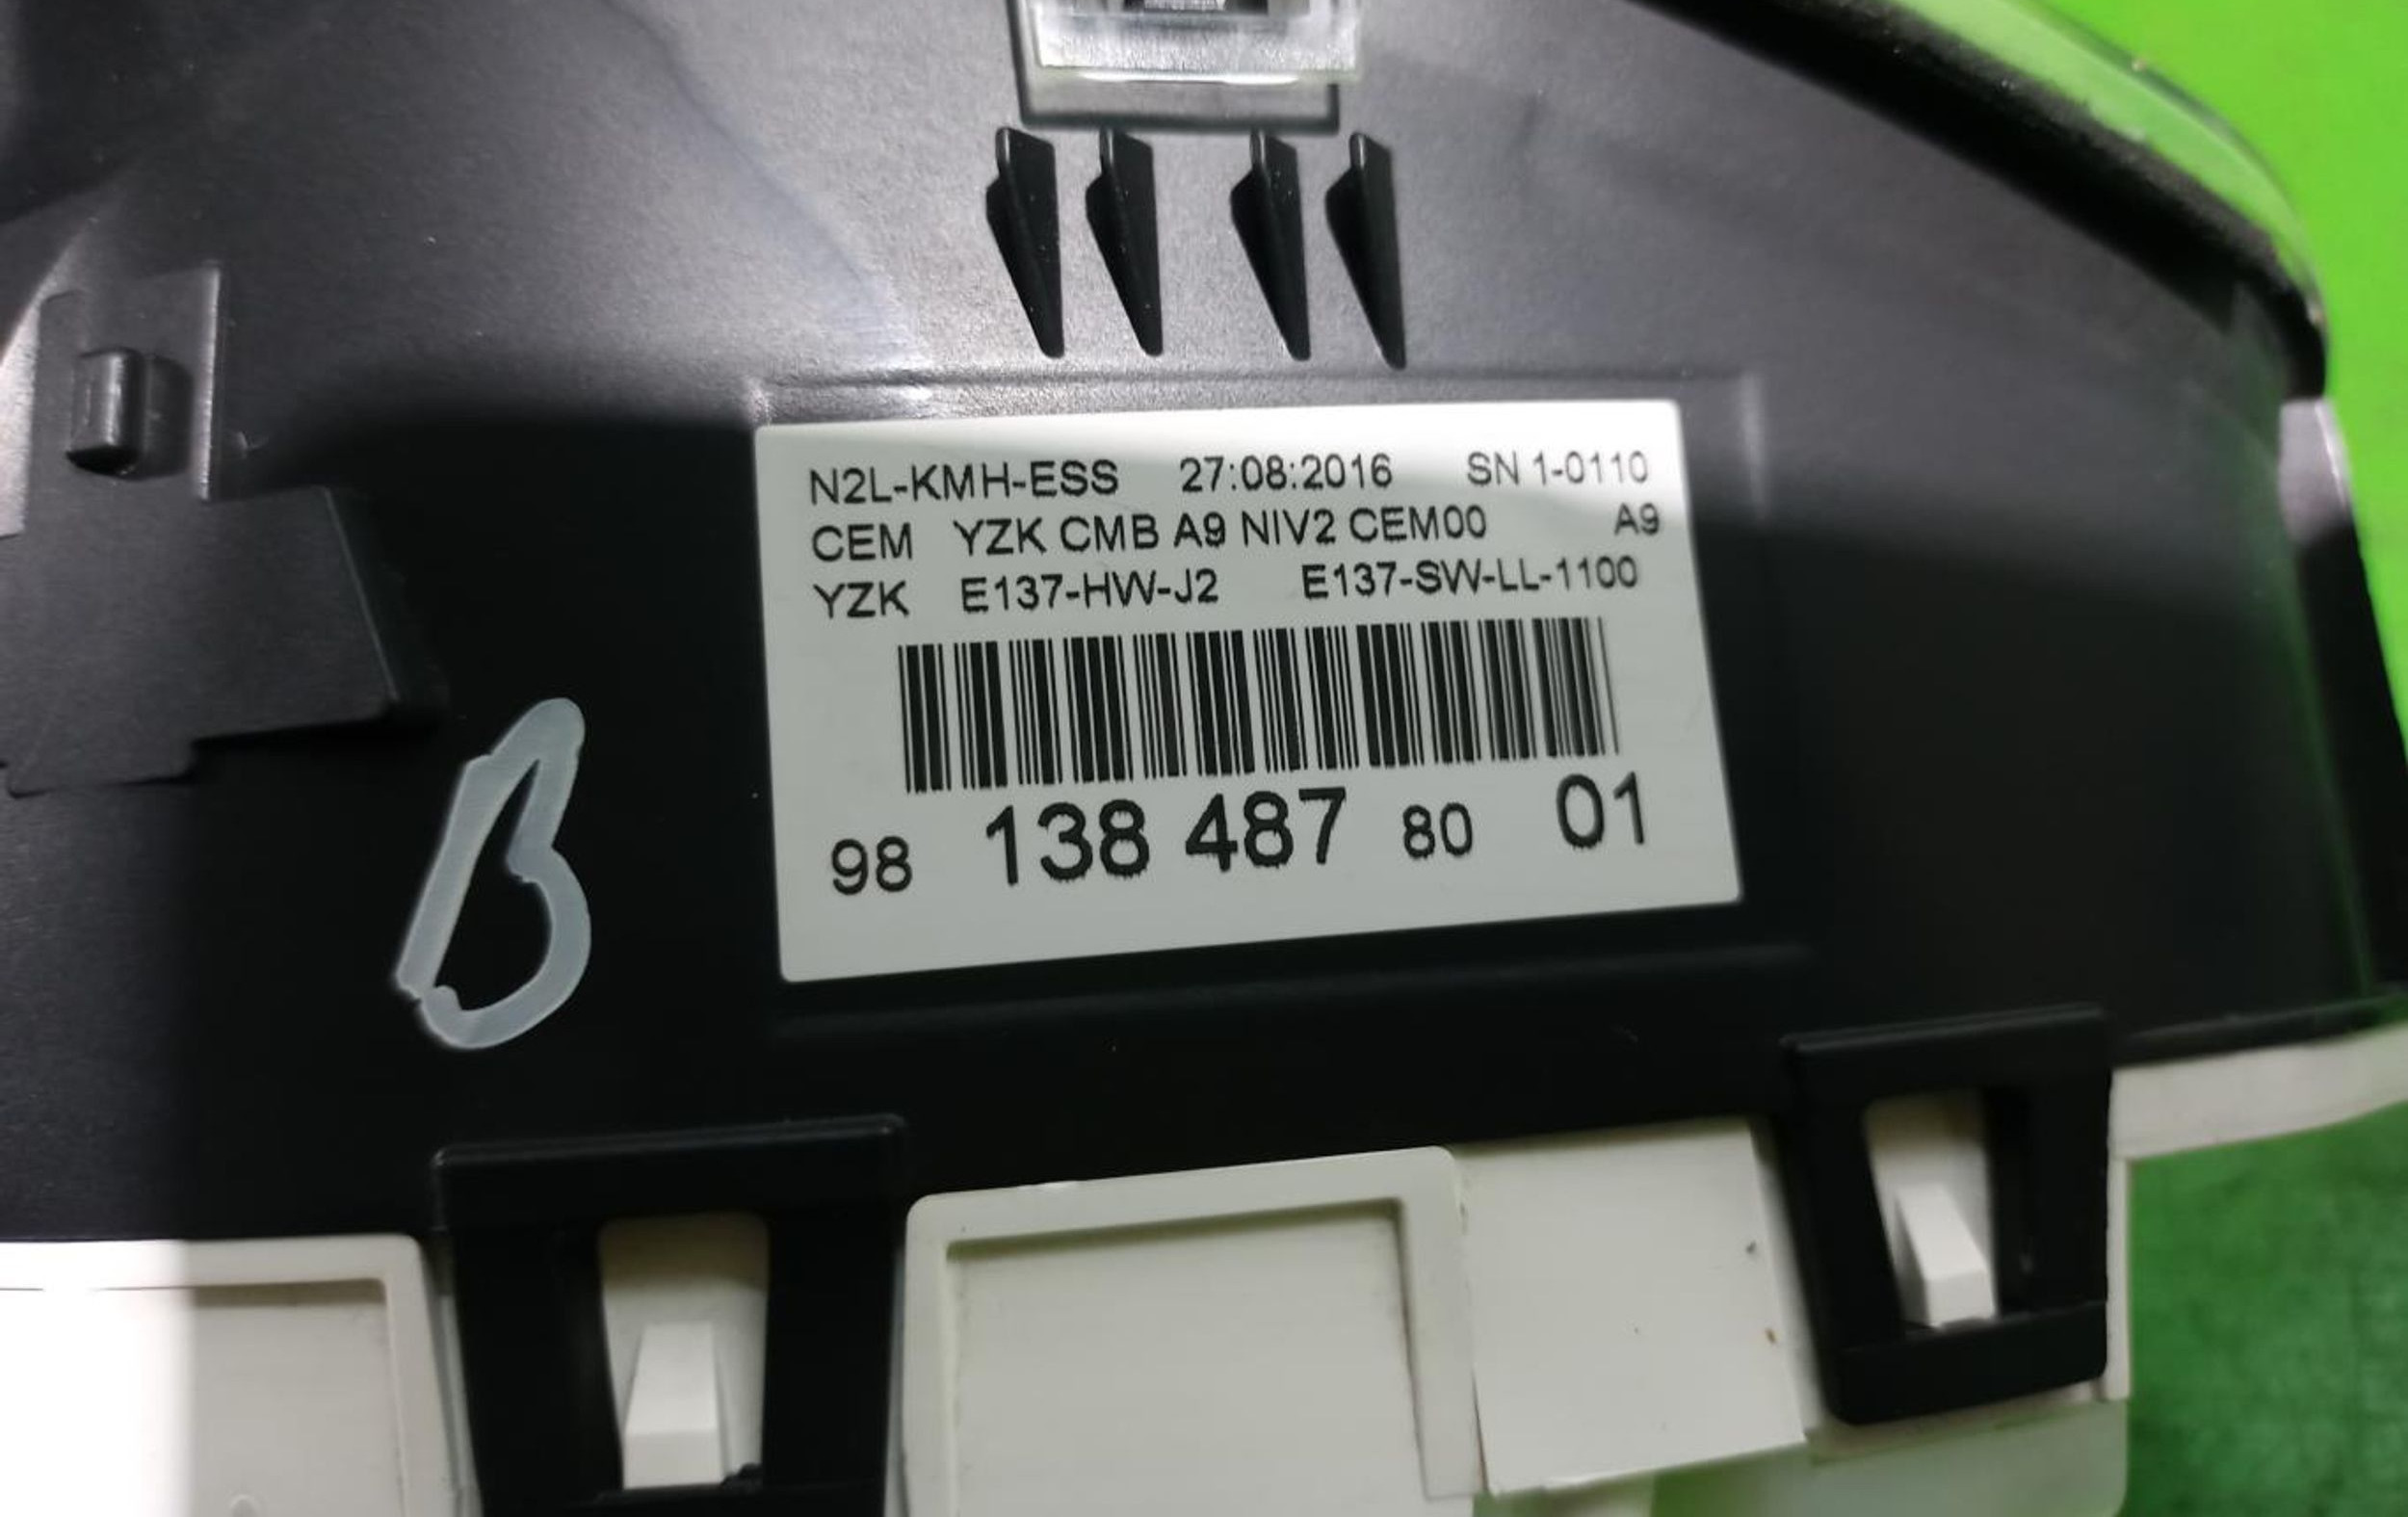 N2L-KMH-ESS 27:08:2016 SN 1-0110
CEM YZK CMB A9 NIV2 CEM00 A9
YZK E137-HW-J2 E137-SW-LL-1100
98 138 487 80 01
B